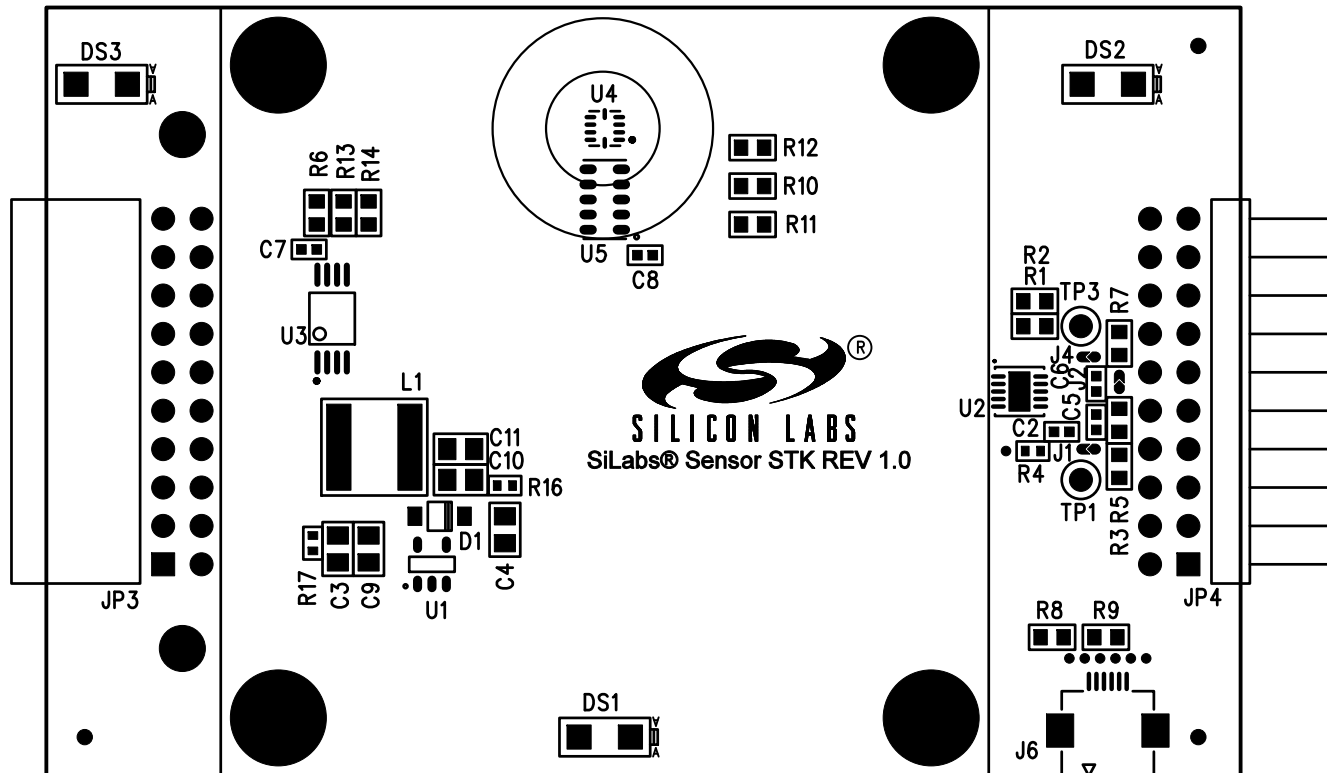 DS3
DS2
U4
R6
R13
R14
R12
R10
R11
C7
U5
C8
U3
R2
R1
TP3
R7
J4
C6
J2
L1
U2
C5
C2
C11
C10
R16
R4
J1
TP1
R5
R3
®
SILICON LABS
SiLabs® Sensor STK REV 1.0
D1
C4
R17
C3
C9
U1
JP3
JP4
R8
R9
DS1
J6
A
A
A
A
A
A